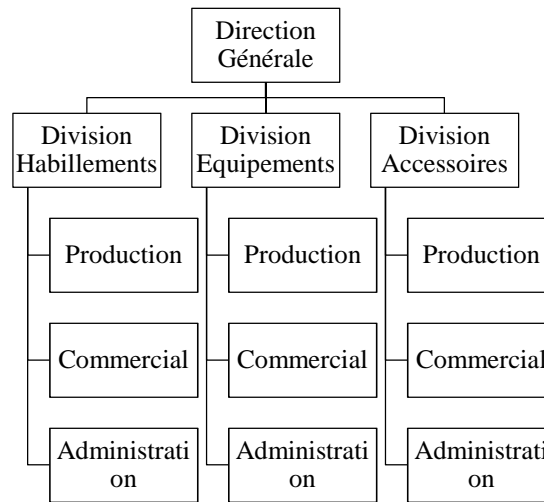 Direction
Générale
Division
Habillements
Division
Equipements
Division
Accessoires
Production
Production
Production
Commercial
Commercial
Commercial
Administrati
on
Administrati
on
Administrati
on